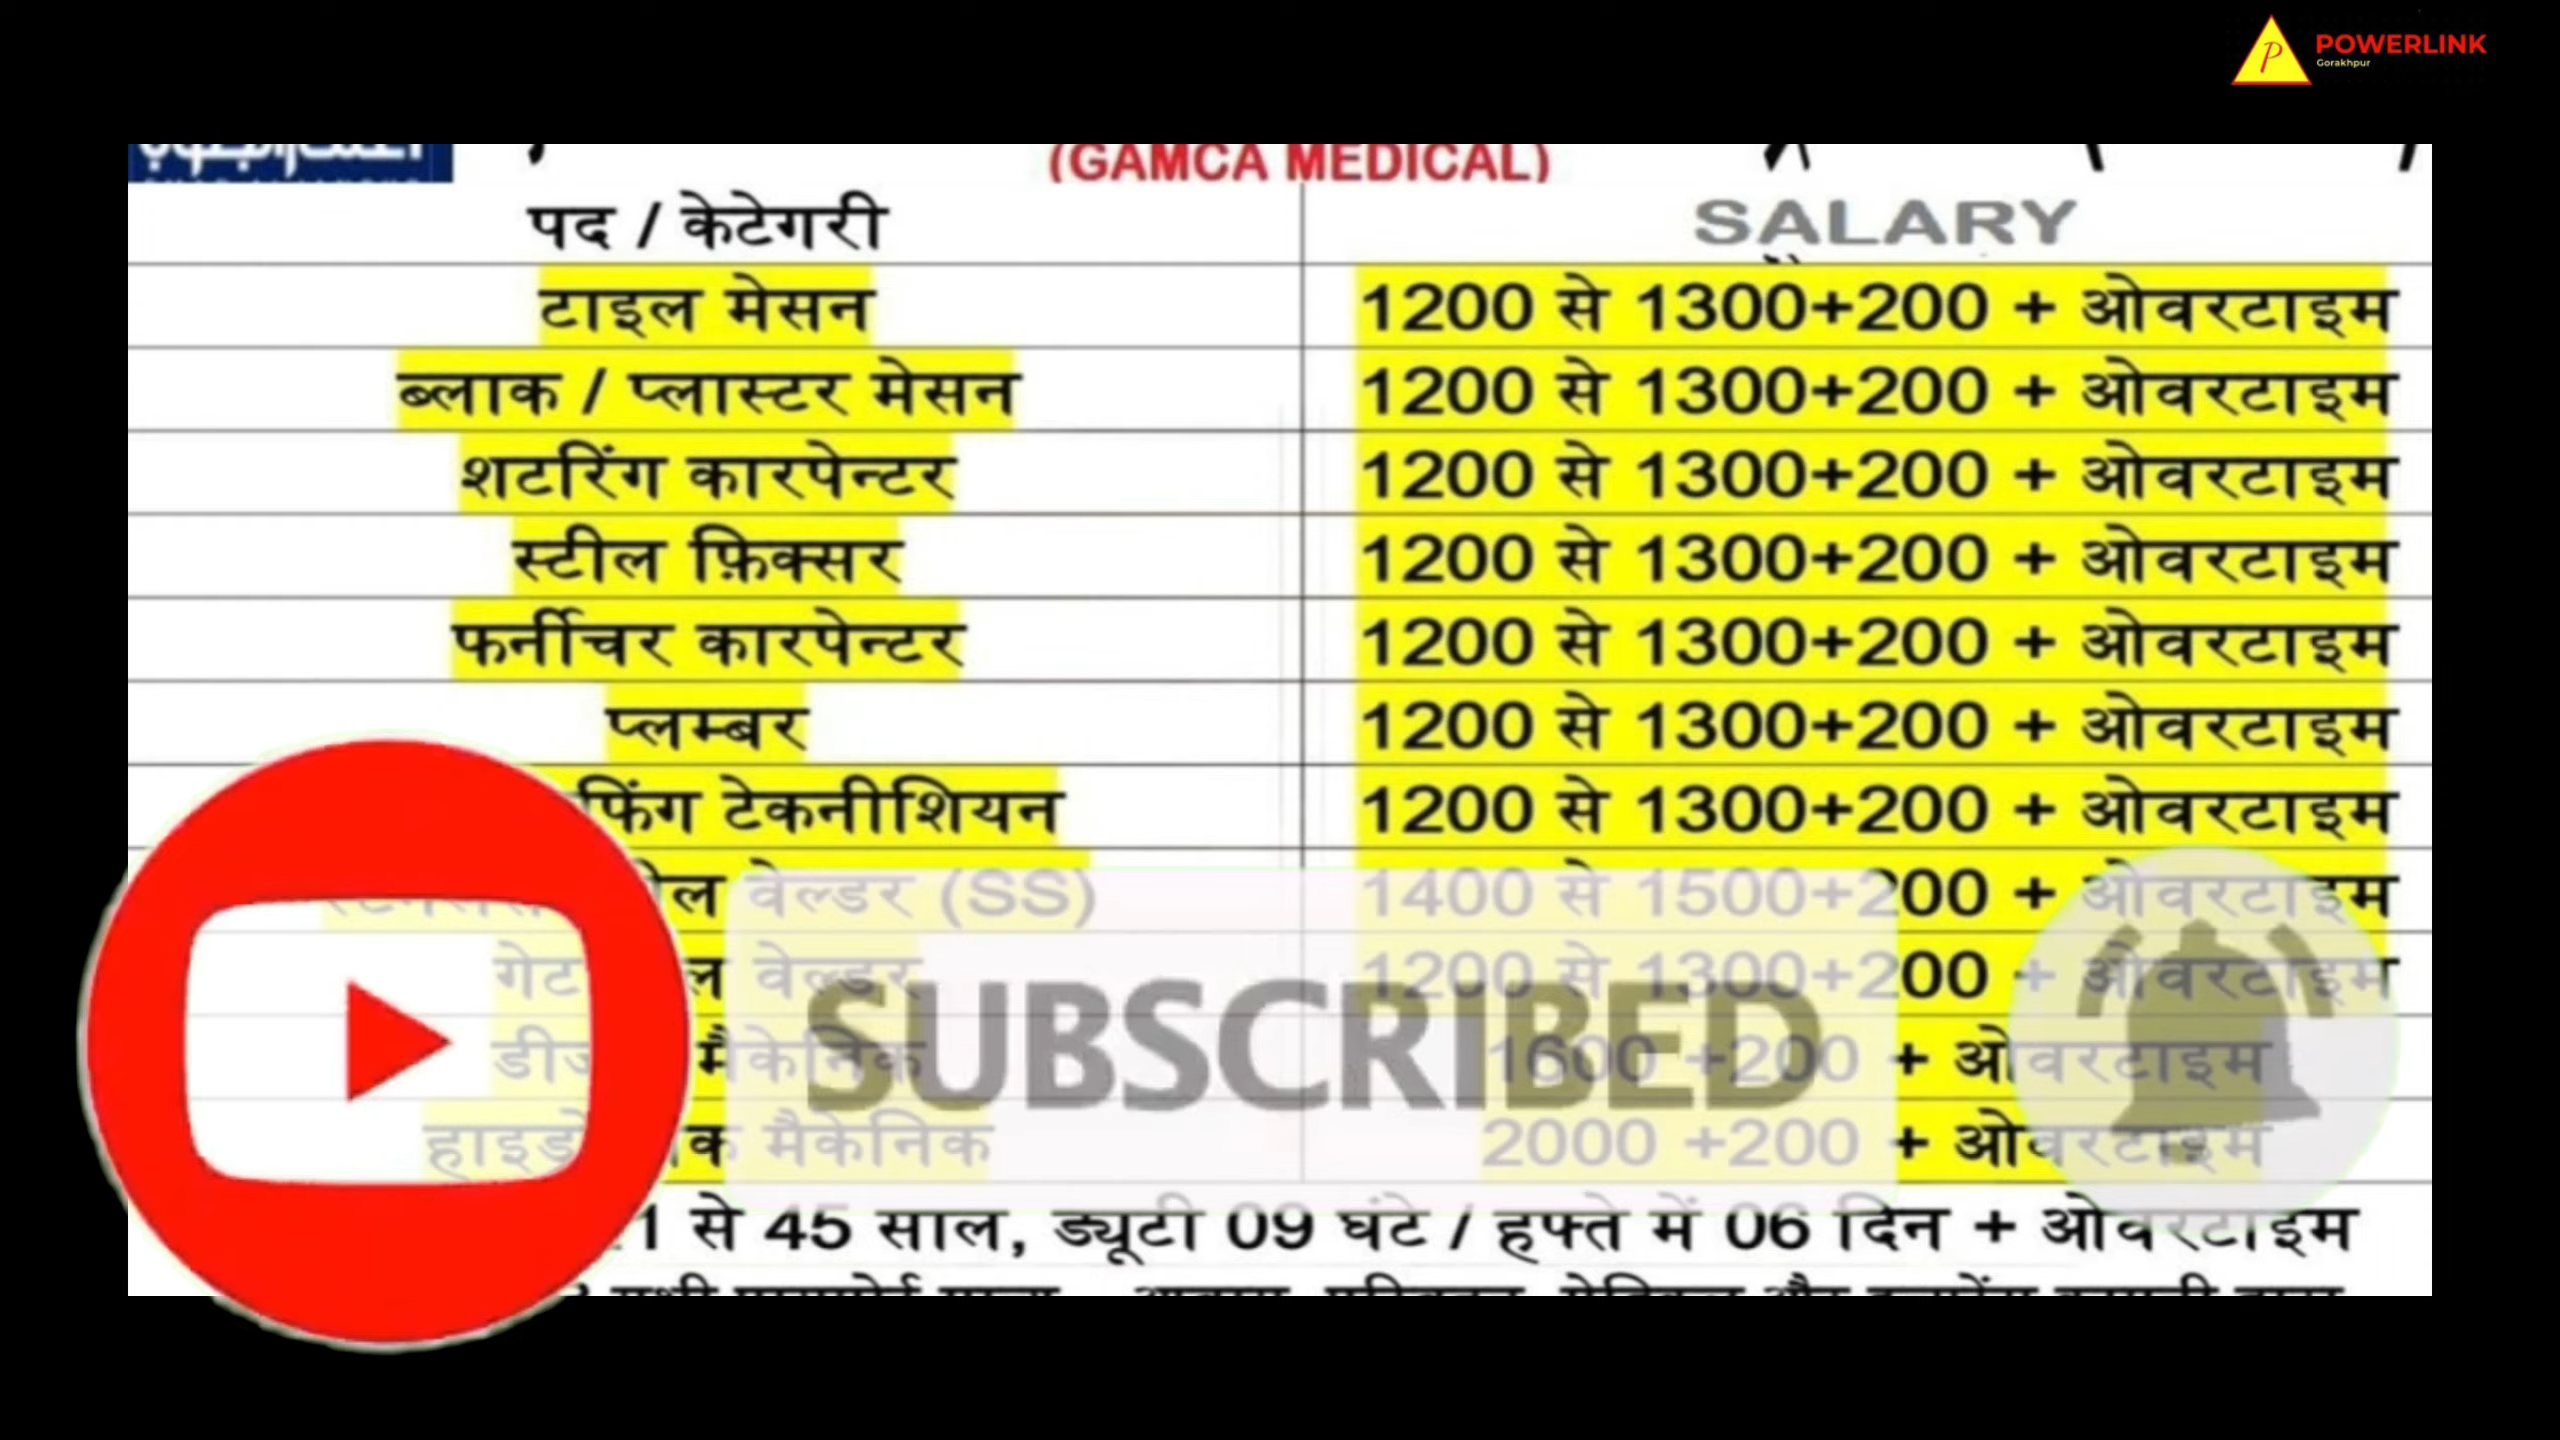 POWERLINK
Gorakhpur
(GAMCA MEDICAL)
पद / केटेगरी SALARY
टाइल मेसन 1200 से 1300+200 + ओवरटाइम
ब्लाक / प्लास्टर मेसन 1200 से 1300+200 + ओवरटाइम
शटरिंग कारपेन्टर 1200 से 1300+200 + ओवरटाइम
स्टील फ़िक्सर 1200 से 1300+200 + ओवरटाइम
फर्नीचर कारपेन्टर 1200 से 1300+200 + ओवरटाइम
प्लम्बर 1200 से 1300+200 + ओवरटाइम
फिंग टेकनीशियन 1200 से 1300+200 + ओवरटाइम
वेल्डर (SS) 1400 से 1500+200 + ओवरटाइम
गेट वेल्डर 1200 से 1300+200 + ओवरटाइम
मैकेनिक 1600 +200 + ओवरटाइम
मैकेनिक 2000 +200 + ओवरटाइम
SUBSCRIBED
से 45 साल, ड्यूटी 09 घंटे / हफ्ते में 06 दिन + ओवरटाइम